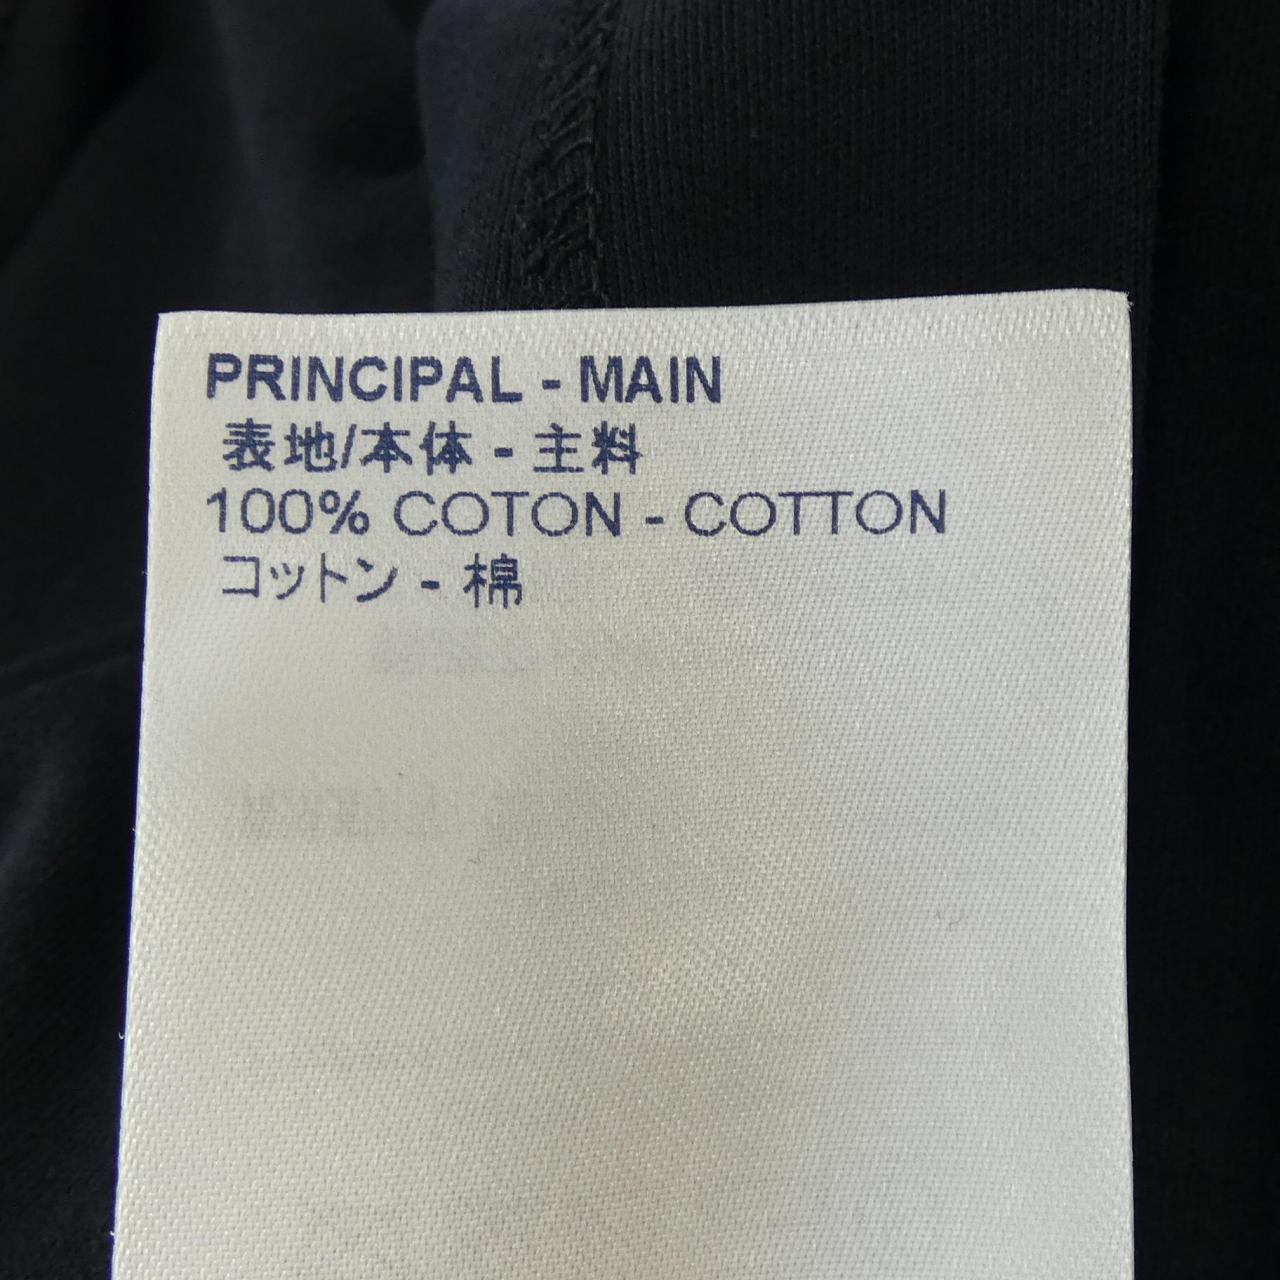 PRINCIPAL - MAIN
表地/本体 - 主料
100% COTON - COTTON
コットン - 棉